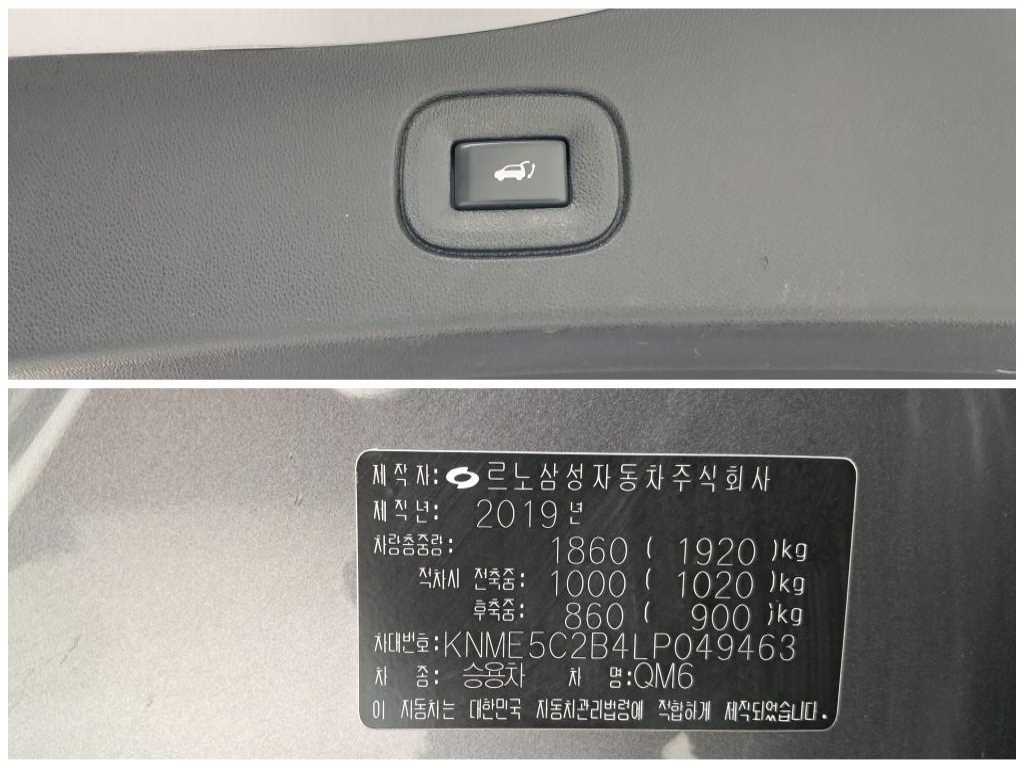 제 작 자: 르노삼성자동차주식회사
제 작 년: 2019 년
차량총중량: 1860 ( 1920 )kg
적차시 전축중: 1000 ( 1020 )kg
후축중: 860 ( 900 )kg
차대번호:KNME5C2B4LP049463
차 종: 승용차 차 명:QM6
이 자동차는 대한민국 자동차관리법령에 적합하게 제작되었습니다.